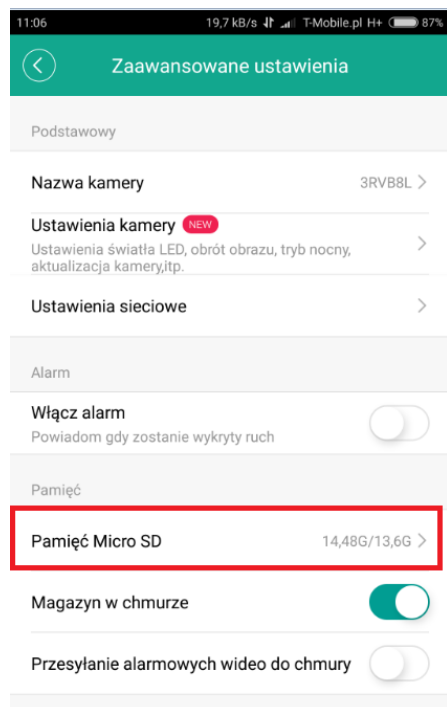 11:06 19,7 kB/s T-Mobile.pl H+ 87%
Zaawansowane ustawienia
Podstawowy
Nazwa kamery 3RVB8L
Ustawienia kamery NEW
Ustawienia światła LED, obrót obrazu, tryb nocny,
aktualizacja kamery,itp.
Ustawienia sieciowe
Alarm
Włącz alarm
Powiadom gdy zostanie wykryty ruch
Pamięć
Pamięć Micro SD 14,48G/13,6G
Magazyn w chmurze
Przesyłanie alarmowych wideo do chmury